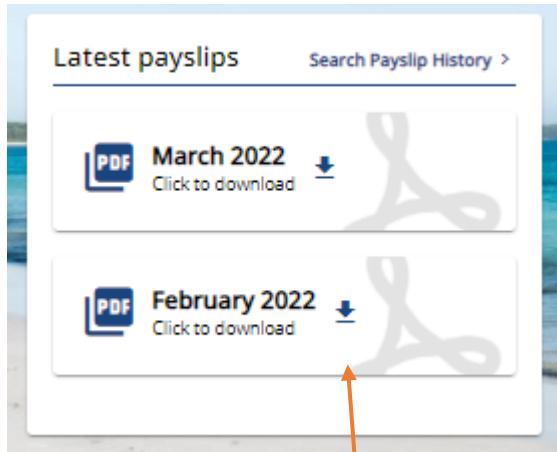 Latest payslips
Search Payslip History >
PDF
March 2022
Click to download
PDF
February 2022
Click to download